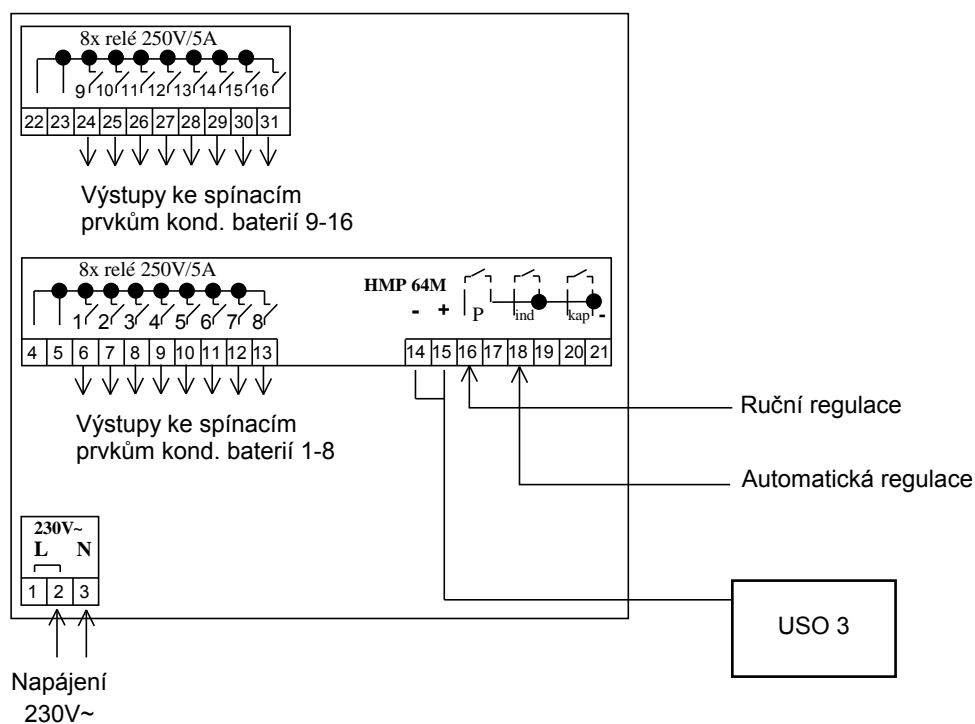 8x relé 250V/5A
9 10 11 12 13 14 15 16
22 23 24 25 26 27 28 29 30 31
Výstupy ke spínacím
prvkům kond. baterií 9-16
8x relé 250V/5A
1 2 3 4 5 6 7 8
4 5 6 7 8 9 10 11 12 13
HMP 64M
- + P ind kap -
14 15 16 17 18 19 20 21
Výstupy ke spínacím
prvkům kond. baterií 1-8
Ruční regulace
Automatická regulace
230V~
L N
1 2 3
USO 3
Napájení
230V~